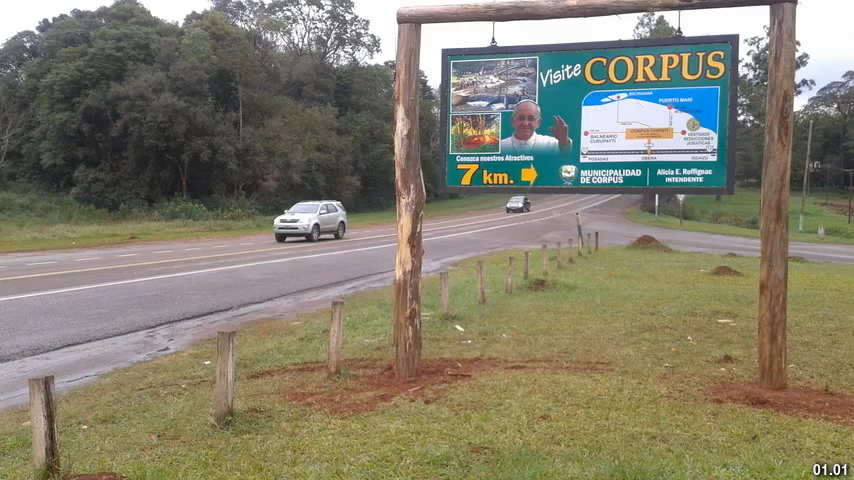 Visite CORPUS
Conozca nuestros Atractivos
7 km.
MUNICIPALIDAD
DE CORPUS
Alicia E. Roffignac
INTENDENTE
RIO PARANA
PUERTO MANI
BALNEARIO
CURUPAYTI
CORPUS CHRISTI
VESTIGIOS
REDUCCIONES
JESUITICAS
POSADAS
OBERA
IGUAZU
01.01